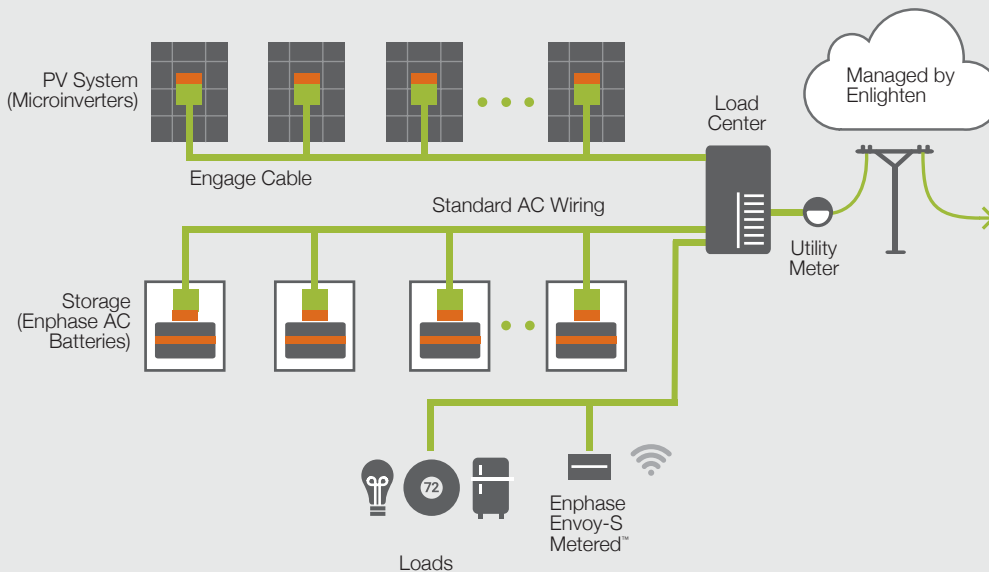 PV System
(Microinverters)
Engage Cable
Load
Center
Managed by
Enlighten
Standard AC Wiring
Utility
Meter
Storage
(Enphase AC
Batteries)
72
Loads
Enphase
Envoy-S
Metered™